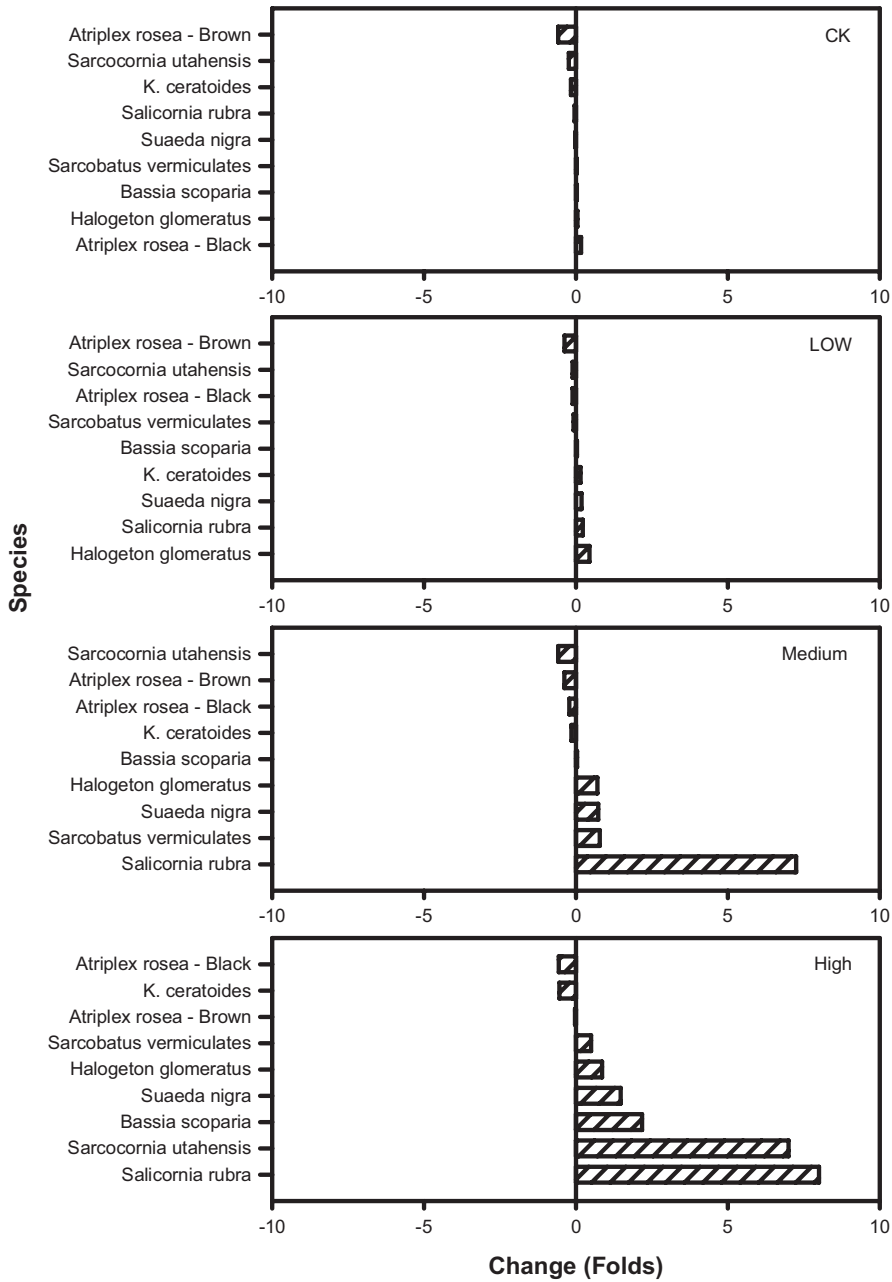 Species
Atriplex rosea - Brown
CK
Sarcocornia utahensis
K. ceratoides
Salicornia rubra
Suaeda nigra
Sarcobatus vermiculates
Bassia scoparia
Halogeton glomeratus
Atriplex rosea - Black
-10 -5 0 5 10
Atriplex rosea - Brown
LOW
Sarcocornia utahensis
Atriplex rosea - Black
Sarcobatus vermiculates
Bassia scoparia
K. ceratoides
Suaeda nigra
Salicornia rubra
Halogeton glomeratus
-10 -5 0 5 10
Sarcocornia utahensis
Medium
Atriplex rosea - Brown
Atriplex rosea - Black
K. ceratoides
Bassia scoparia
Halogeton glomeratus
Suaeda nigra
Sarcobatus vermiculates
Salicornia rubra
-10 -5 0 5 10
Atriplex rosea - Black
High
K. ceratoides
Atriplex rosea - Brown
Sarcobatus vermiculates
Halogeton glomeratus
Suaeda nigra
Bassia scoparia
Sarcocornia utahensis
Salicornia rubra
-10 -5 0 5 10
Change (Folds)